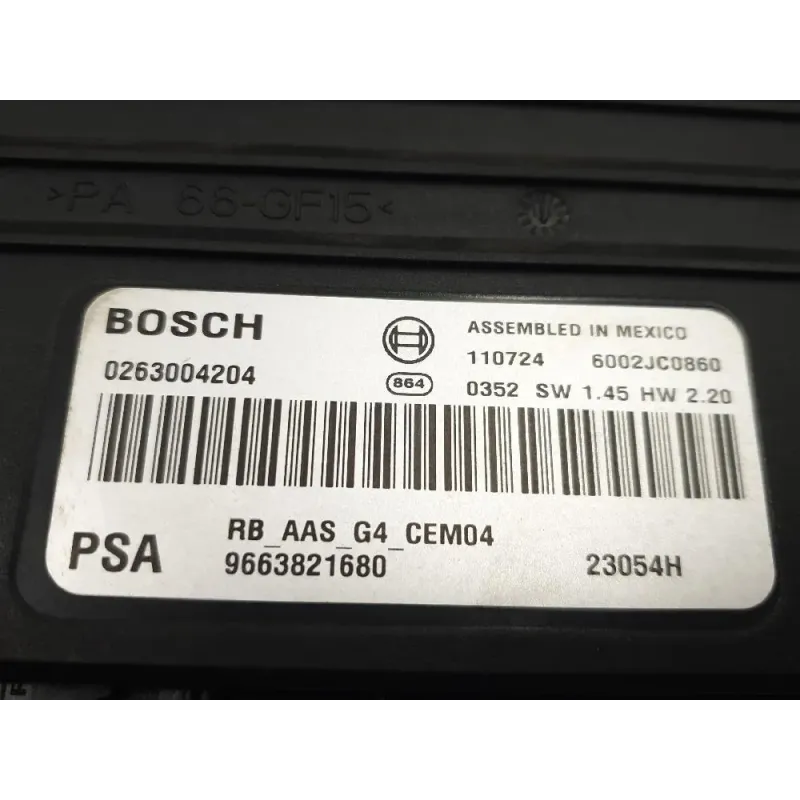 >PA 66-GF15<
BOSCH
0263004204
864
ASSEMBLED IN MEXICO
110724 6002JC0860
0352 SW 1.45 HW 2.20
PSA
RB_AAS_G4_CEM04
9663821680
23054H